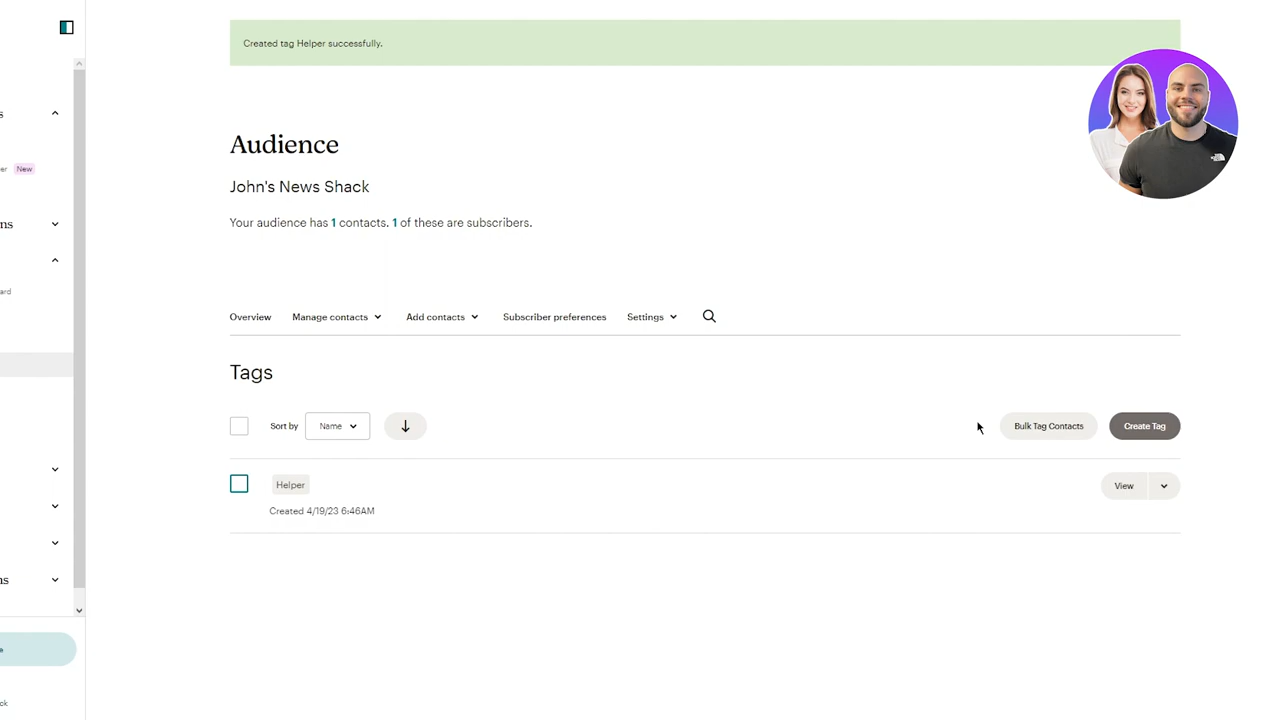 Created tag Helper successfully.
Audience
John's News Shack
Your audience has 1 contacts. 1 of these are subscribers.
New
Overview Manage contacts Add contacts Subscriber preferences Settings
Tags
Sort by Name Bulk Tag Contacts Create Tag
Helper View
Created 4/19/23 6:46AM